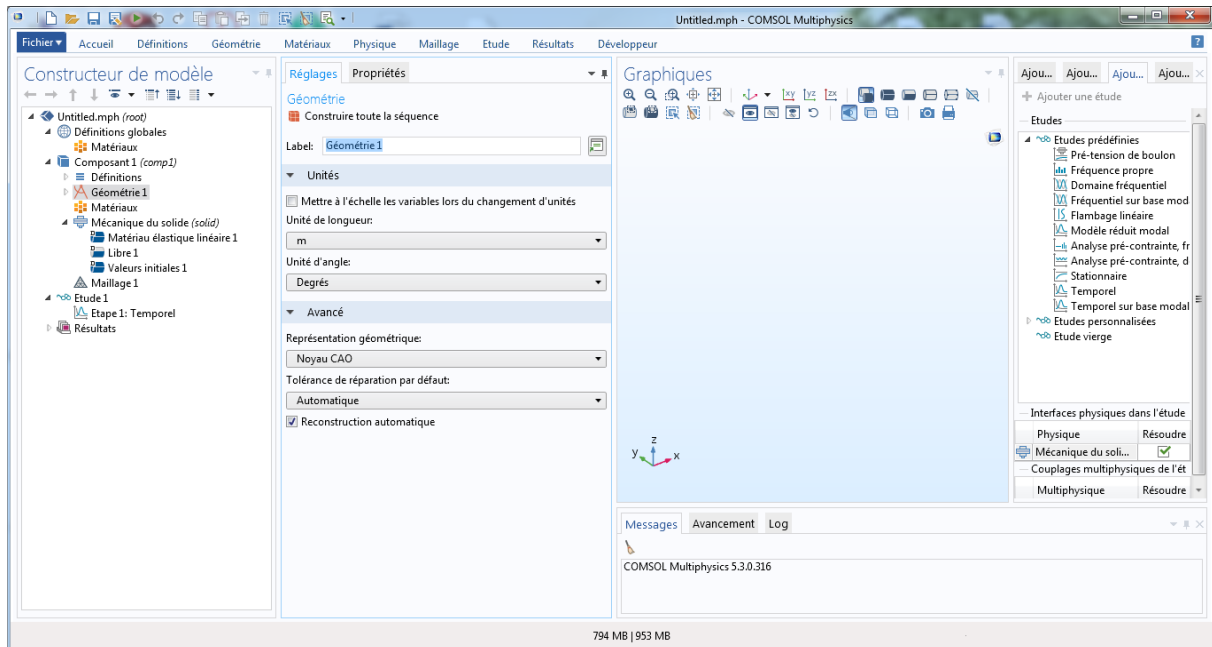 Untitled.mph - COMSOL Multiphysics
Fichier Accueil Définitions Géométrie Matériaux Physique Maillage Etude Résultats Développeur
Constructeur de modèle
Untitled.mph (root)
Définitions globales
Matériaux
Composant 1 (comp1)
Définitions
Géométrie 1
Matériaux
Mécanique du solide (solid)
Matériau élastique linéaire 1
Libre 1
Valeurs initiales 1
Maillage 1
Etude 1
Etape 1: Temporel
Résultats
Réglages Propriétés
Géométrie
Construire toute la séquence
Label: Géométrie 1
Unités
Mettre à l'échelle les variables lors du changement d'unités
Unité de longueur:
m
Unité d'angle:
Degrés
Avancé
Représentation géométrique:
Noyau CAO
Tolérance de réparation par défaut:
Automatique
Reconstruction automatique
Graphiques
xy yz zx
z
y x
Messages Avancement Log
COMSOL Multiphysics 5.3.0.316
Ajou... Ajou... Ajou... Ajou...
Ajouter une étude
Etudes
Etudes prédéfinies
Pré-tension de boulon
Fréquence propre
Domaine fréquentiel
Fréquentiel sur base mod
Flambage linéaire
Modèle réduit modal
Analyse pré-contrainte, fr
Analyse pré-contrainte, d
Stationnaire
Temporel
Temporel sur base modal
Etudes personnalisées
Etude vierge
Interfaces physiques dans l'étude
Physique Résoudre
Mécanique du soli...
Couplages multiphysiques de l'ét
Multiphysique Résoudre
794 MB | 953 MB